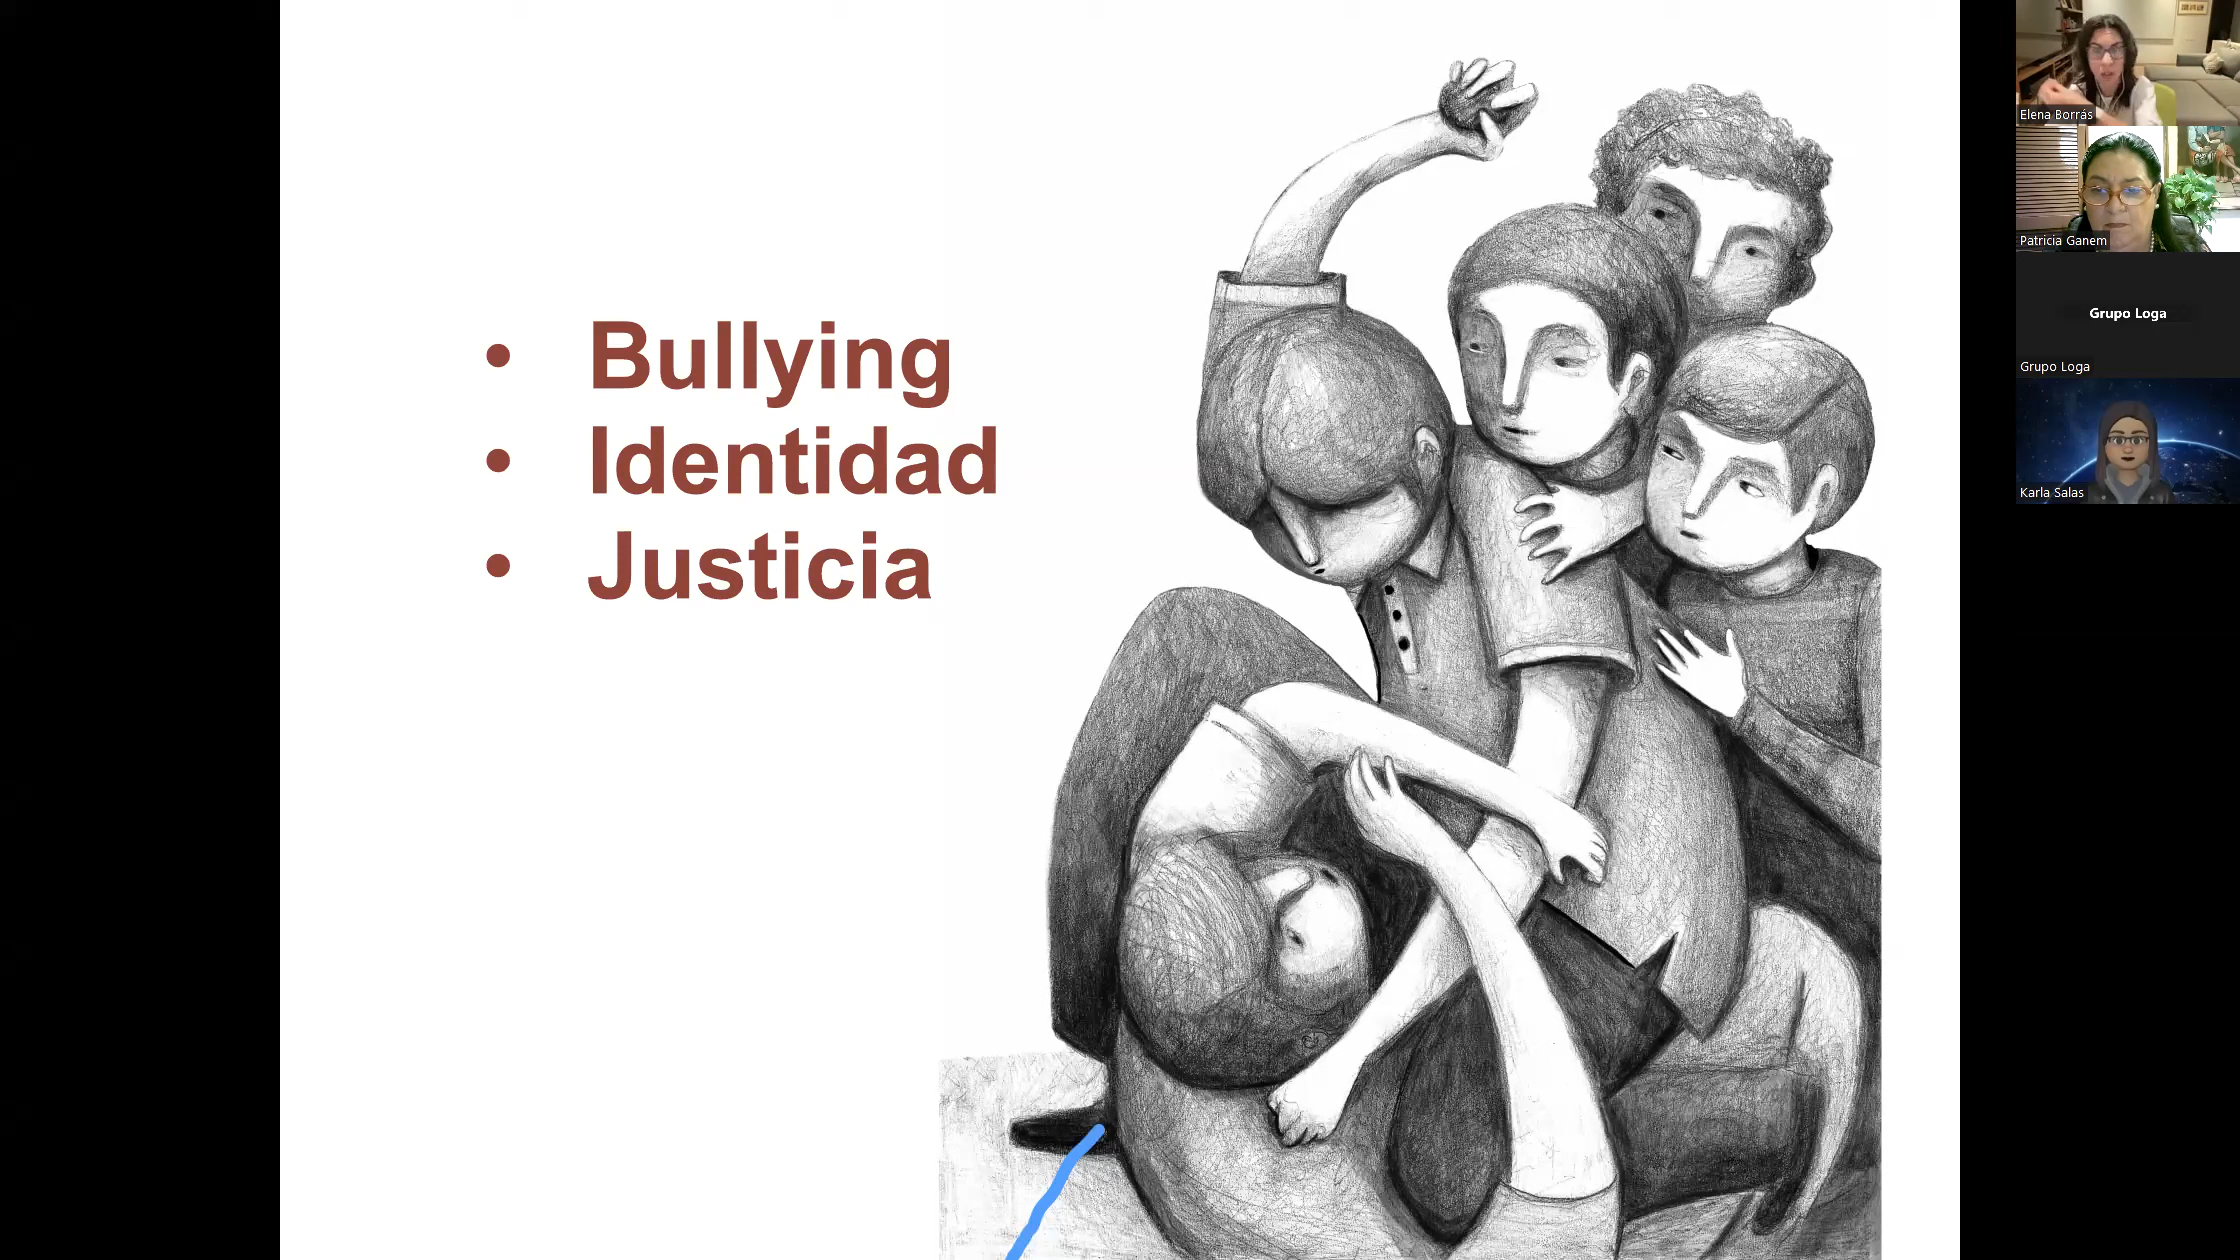 • Bullying
• Identidad
• Justicia
Elena Borrás
Patricia Ganem
Grupo Loga
Grupo Loga
Karla Salas